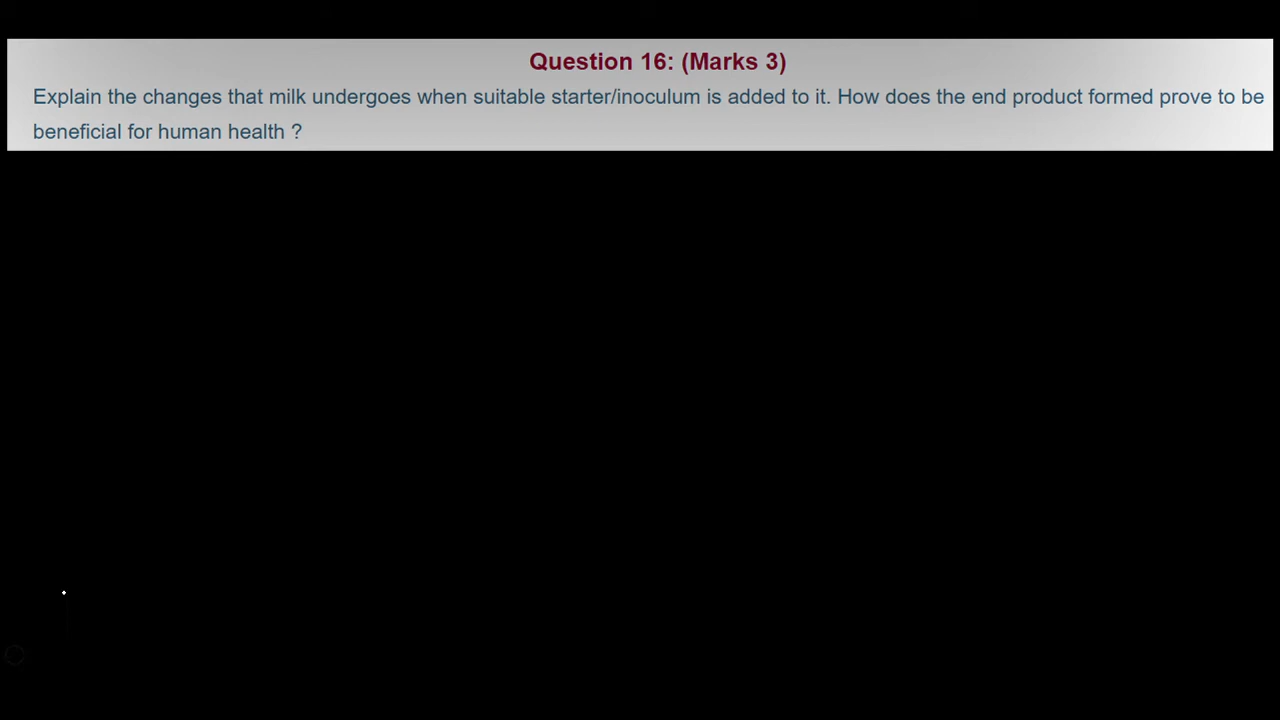 Question 16: (Marks 3)
Explain the changes that milk undergoes when suitable starter/inoculum is added to it. How does the end product formed prove to be
beneficial for human health ?